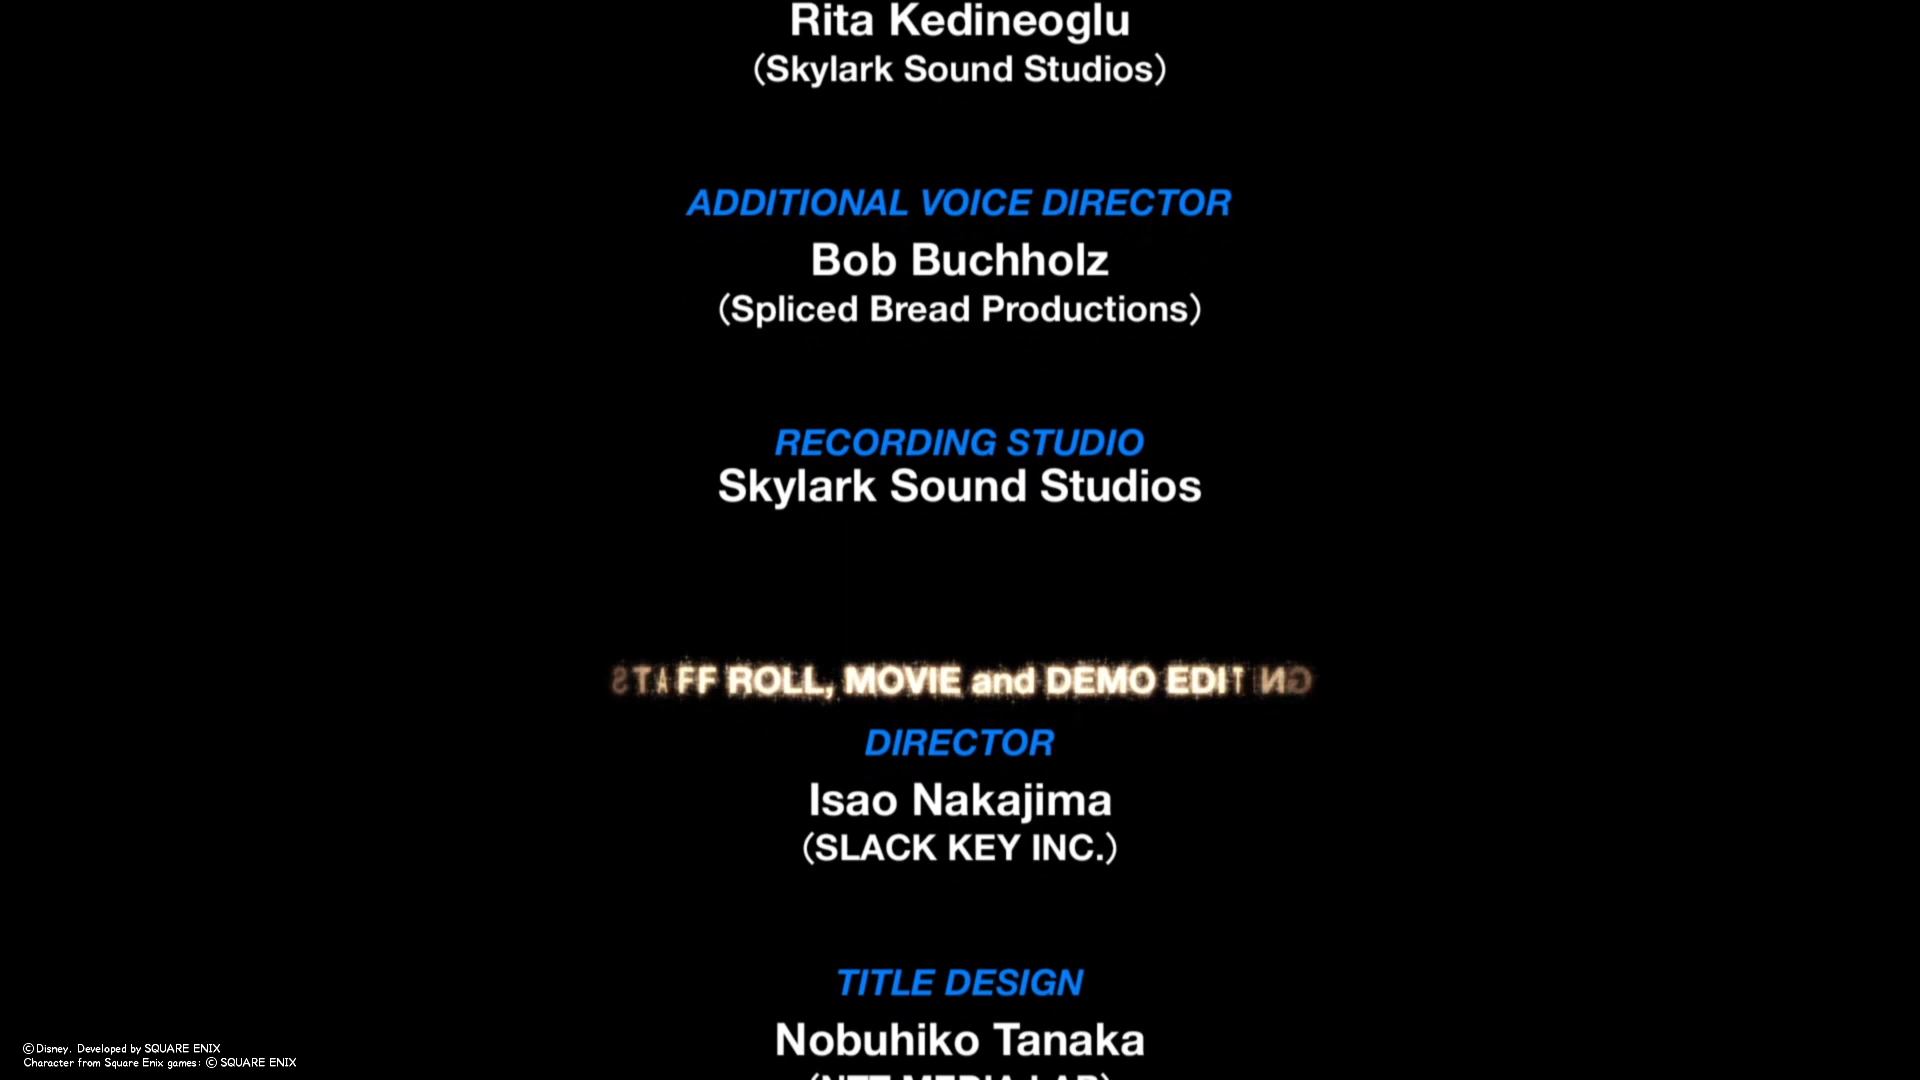 Rita Kedineoglu
(Skylark Sound Studios)
ADDITIONAL VOICE DIRECTOR
Bob Buchholz
(Spliced Bread Productions)
RECORDING STUDIO
Skylark Sound Studios
STAFF ROLL, MOVIE and DEMO EDITING
DIRECTOR
Isao Nakajima
(SLACK KEY INC.)
TITLE DESIGN
Nobuhiko Tanaka
©Disney. Developed by SQUARE ENIX
Character from Square Enix games: © SQUARE ENIX